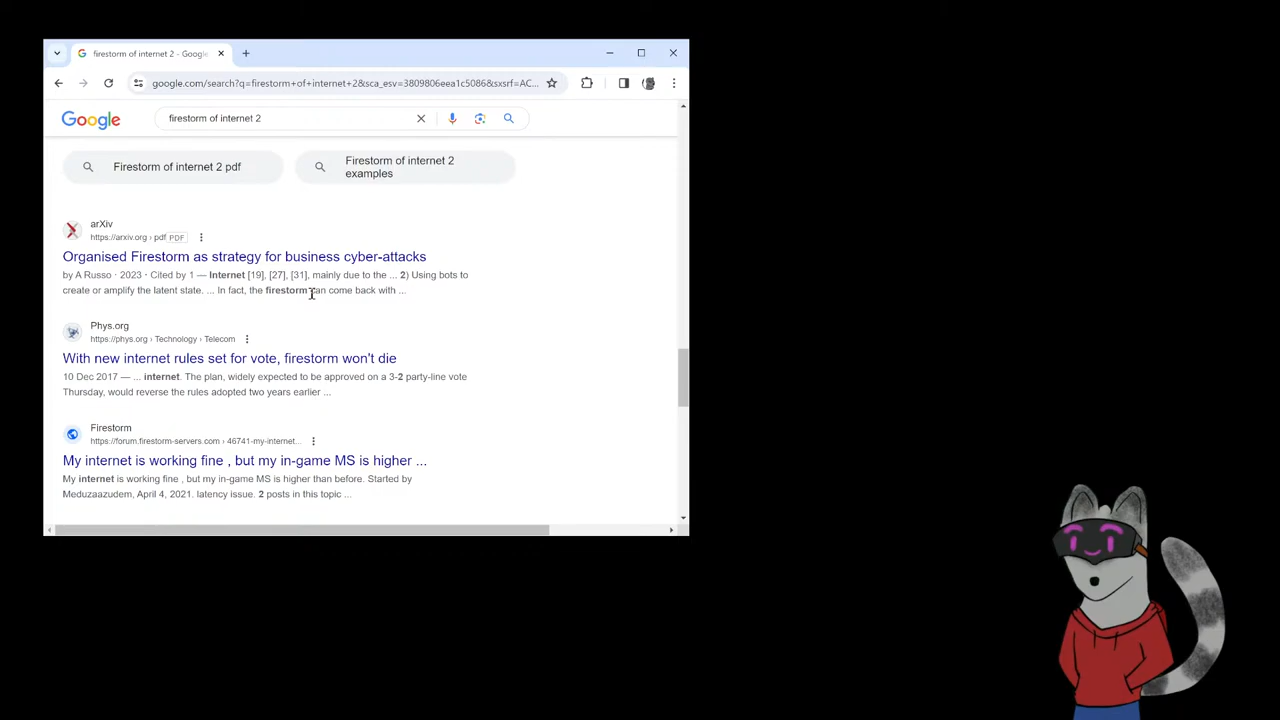 firestorm of internet 2 - Google
google.com/search?q=firestorm+of+internet+2&sca_esv=3809806eea1c5086&sxsrf=AC...
Google
firestorm of internet 2
Firestorm of internet 2 pdf
Firestorm of internet 2
examples
arXiv
https://arxiv.org › pdf PDF
Organised Firestorm as strategy for business cyber-attacks
by A Russo · 2023 · Cited by 1 — Internet [19], [27], [31], mainly due to the ... 2) Using bots to
create or amplify the latent state. ... In fact, the firestorm can come back with ...
Phys.org
https://phys.org › Technology › Telecom
With new internet rules set for vote, firestorm won't die
10 Dec 2017 — ... internet. The plan, widely expected to be approved on a 3-2 party-line vote
Thursday, would reverse the rules adopted two years earlier ...
Firestorm
https://forum.firestorm-servers.com › 46741-my-internet...
My internet is working fine , but my in-game MS is higher ...
My internet is working fine , but my in-game MS is higher than before. Started by
Meduzaazudem, April 4, 2021. latency issue. 2 posts in this topic ...